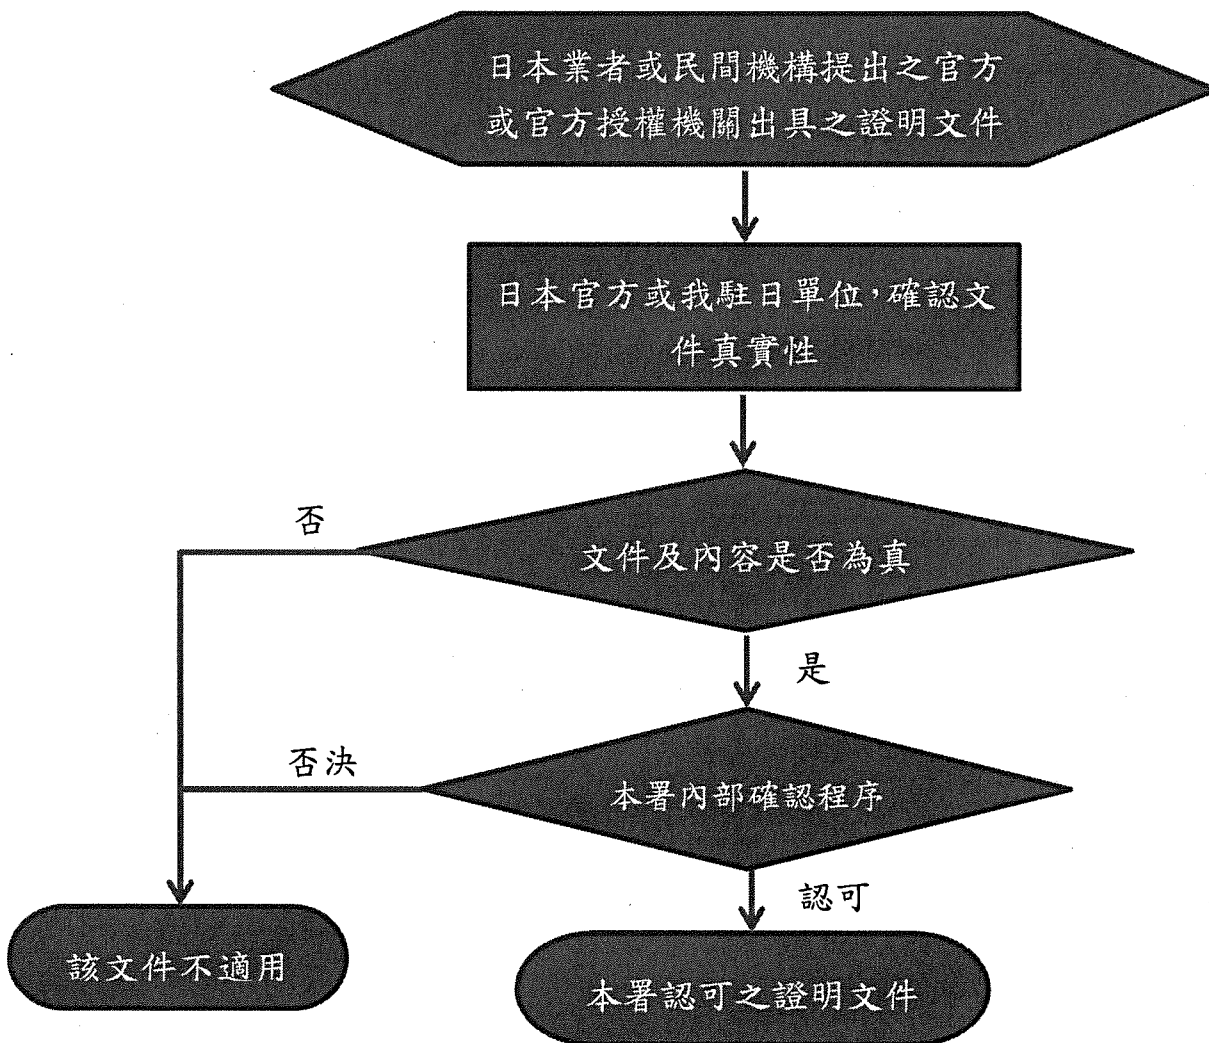 日本業者或民間機構提出之官方
或官方授權機關出具之證明文件
日本官方或我駐日單位,確認文
件真實性
否
文件及內容是否為真
是
否決
本署內部確認程序
認可
該文件不適用
本署認可之證明文件